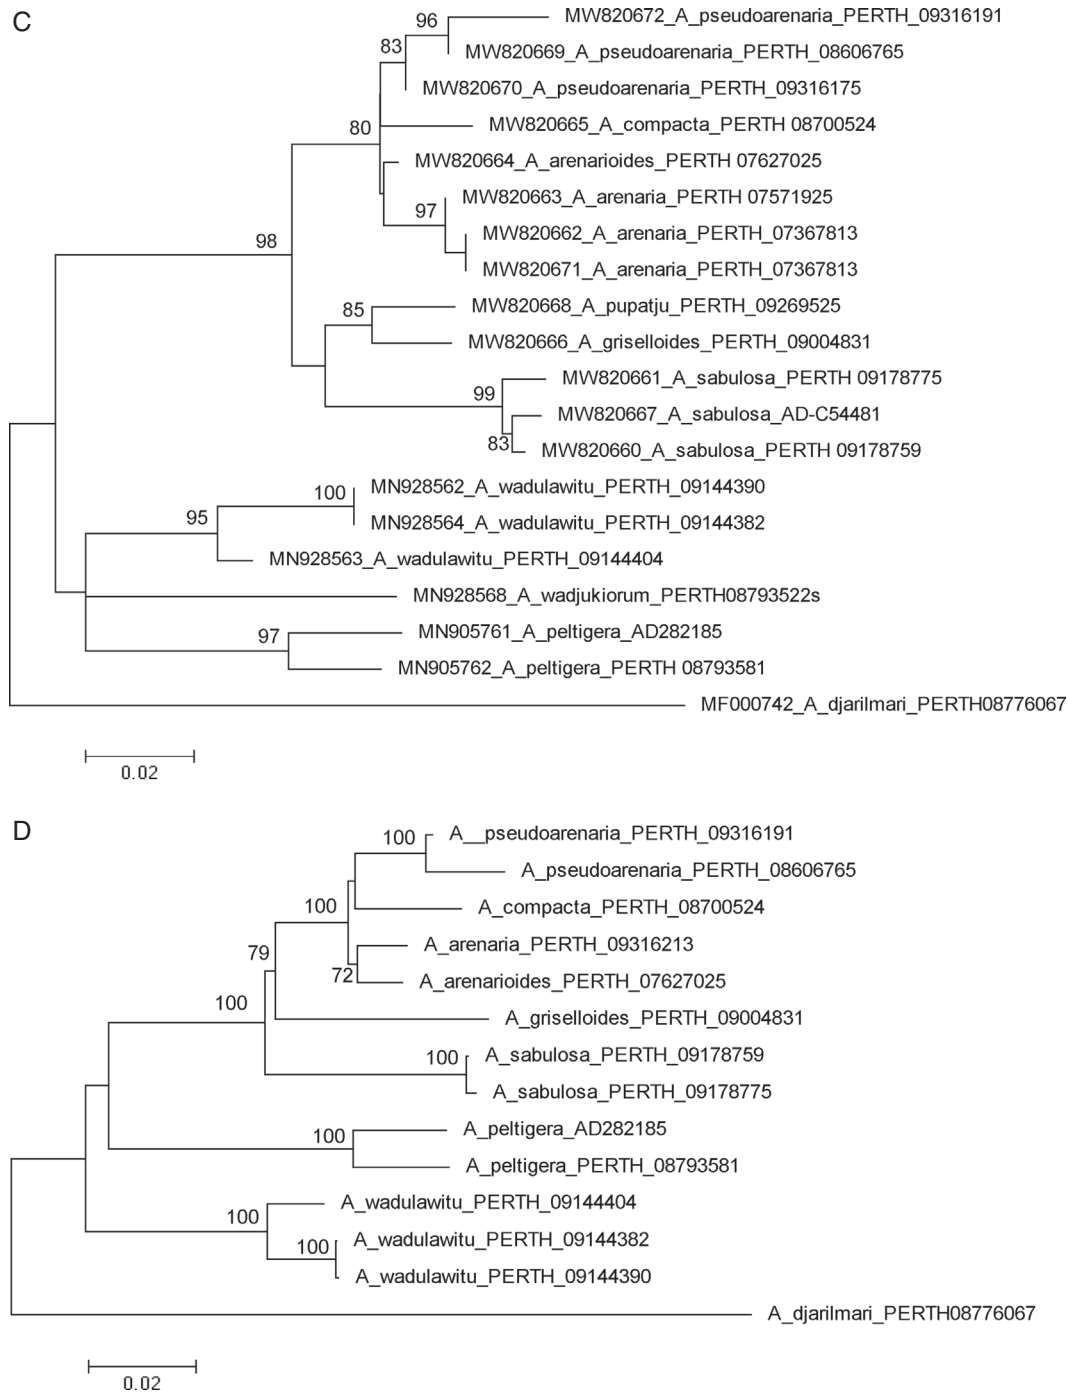 C
96
MW820672_A_pseudoarenaria_PERTH_09316191
83
MW820669_A_pseudoarenaria_PERTH_08606765
MW820670_A_pseudoarenaria_PERTH_09316175
80
MW820665_A_compacta_PERTH 08700524
MW820664_A_arenarioides_PERTH 07627025
MW820663_A_arenaria_PERTH 07571925
97
MW820662_A_arenaria_PERTH_07367813
98
MW820671_A_arenaria_PERTH_07367813
85
MW820668_A_pupatju_PERTH_09269525
MW820666_A_griselloides_PERTH_09004831
99
MW820661_A_sabulosa_PERTH 09178775
MW820667_A_sabulosa_AD-C54481
83
MW820660_A_sabulosa_PERTH 09178759
100
MN928562_A_wadulawitu_PERTH_09144390
95
MN928564_A_wadulawitu_PERTH_09144382
MN928563_A_wadulawitu_PERTH_09144404
MN928568_A_wadjukiorum_PERTH08793522s
97
MN905761_A_peltigera_AD282185
MN905762_A_peltigera_PERTH 08793581
MF000742_A_djarilmari_PERTH08776067
0.02
D
100
A__pseudoarenaria_PERTH_09316191
A_pseudoarenaria_PERTH_08606765
100
A_compacta_PERTH_08700524
79
A_arenaria_PERTH_09316213
72
A_arenarioides_PERTH_07627025
100
A_griselloides_PERTH_09004831
100
A_sabulosa_PERTH_09178759
A_sabulosa_PERTH_09178775
100
A_peltigera_AD282185
A_peltigera_PERTH_08793581
100
A_wadulawitu_PERTH_09144404
100
A_wadulawitu_PERTH_09144382
A_wadulawitu_PERTH_09144390
A_djarilmari_PERTH08776067
0.02